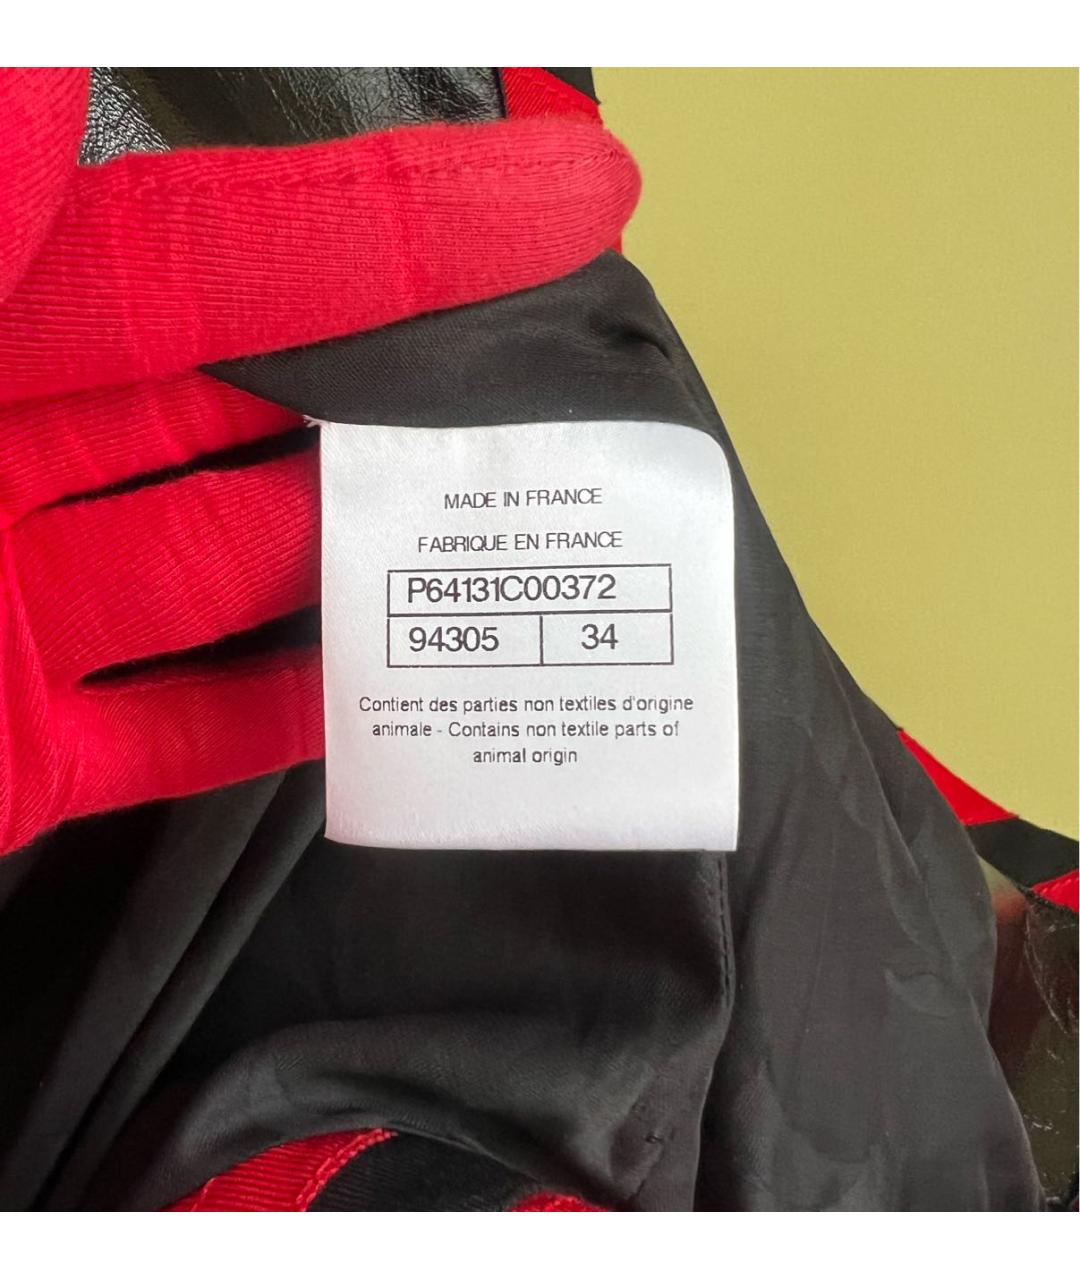 MADE IN FRANCE
FABRIQUE EN FRANCE
P64131C00372
94305 34
Contient des parties non textiles d'origine
animale - Contains non textile parts of
animal origin